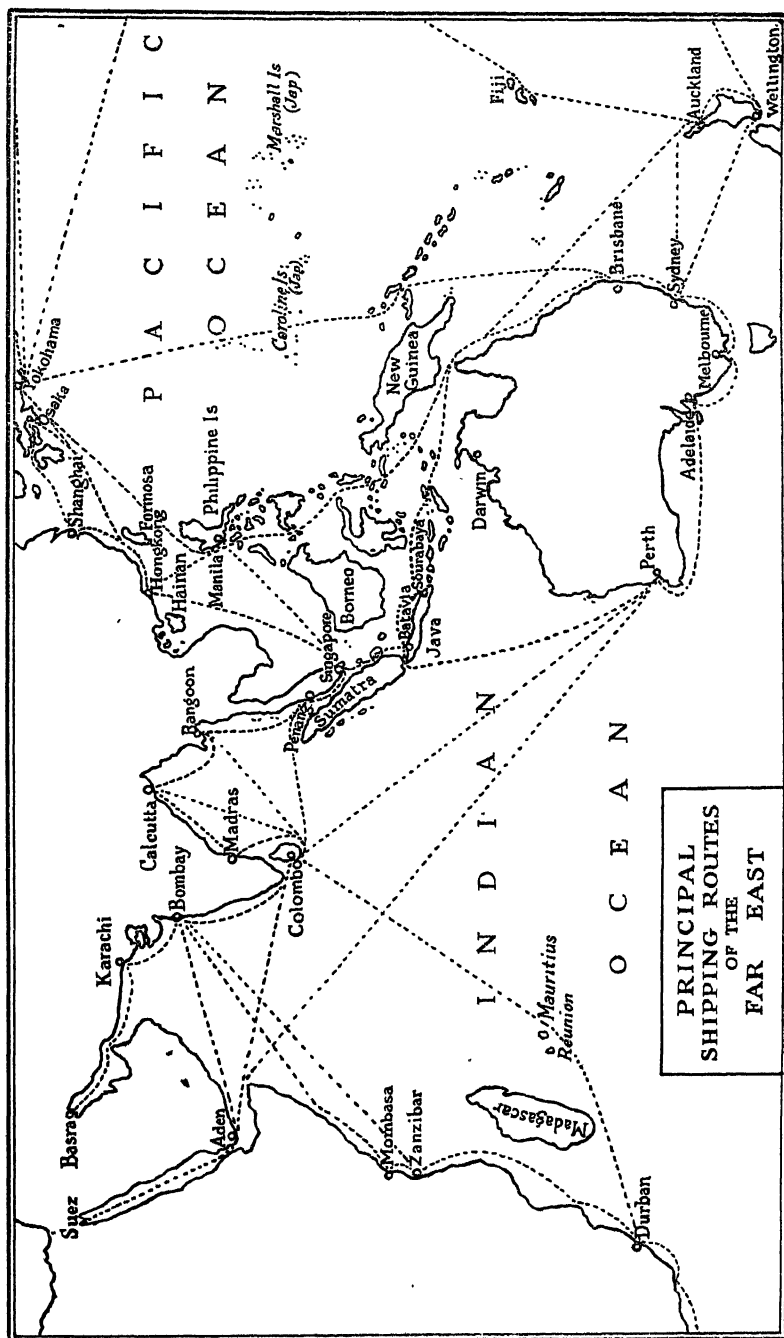 PACIFIC
OCEAN
Marshall Is
(Jap)
Caroline Is
(Jap)
Fiji
Auckland
Wellington
Yokohama
Osaka
Shanghai
Formosa
Hongkong
Hainan
Philippine Is
Manila
New
Guinea
Brisbane
Sydney
Melbourne
Adelaide
Darwin
Perth
Borneo
Sourabaya
Batavia
Java
Singapore
Sumatra
Penang
Rangoon
Calcutta
Madras
Bombay
Colombo
Karachi
INDIAN
OCEAN
Mauritius
Réunion
Basra
Suez
Aden
Mombasa
Zanzibar
Madagascar
Durban
PRINCIPAL
SHIPPING ROUTES
OF THE
FAR EAST